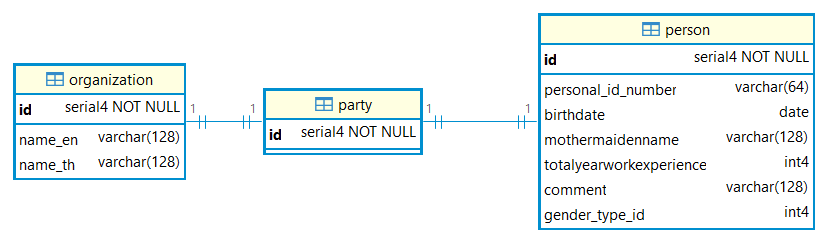 organization
id serial4 NOT NULL
name_en varchar(128)
name_th varchar(128)
1 1
party
id serial4 NOT NULL
1 1
person
id serial4 NOT NULL
personal_id_number varchar(64)
birthdate date
mothermaidenname varchar(128)
totalyearworkexperience int4
comment varchar(128)
gender_type_id int4